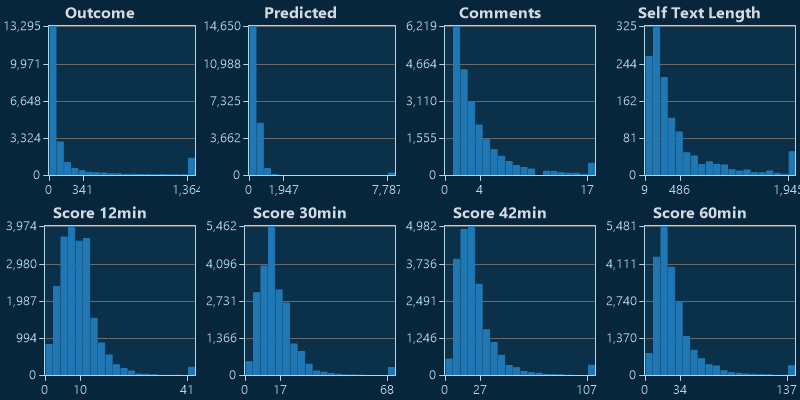 Outcome
13,295
9,971
6,648
3,324
0
0 341 1,364
Predicted
14,650
10,988
7,325
3,662
0
0 1,947 7,787
Comments
6,219
4,664
3,110
1,555
0
0 4 17
Self Text Length
325
244
162
81
0
9 486 1,945
Score 12min
3,974
2,980
1,987
994
0
0 10 41
Score 30min
5,462
4,096
2,731
1,366
0
0 17 68
Score 42min
4,982
3,736
2,491
1,246
0
0 27 107
Score 60min
5,481
4,111
2,740
1,370
0
0 34 137